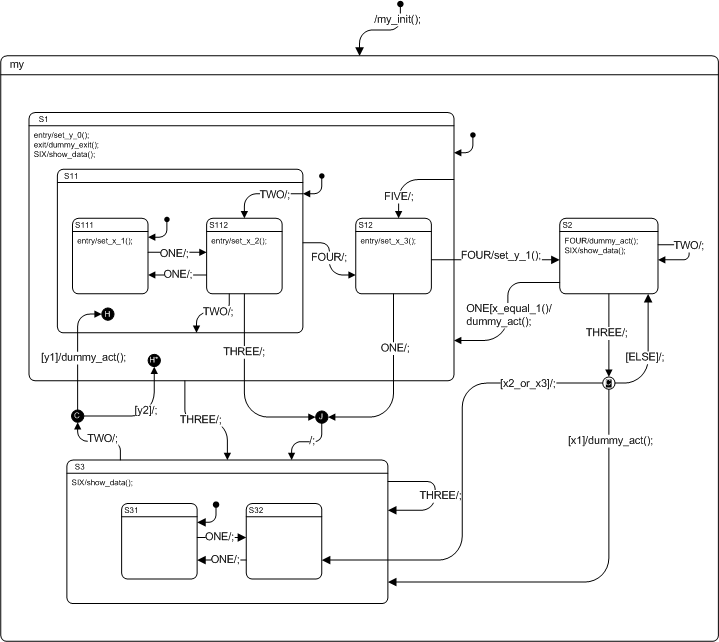 /my_init();
my
S1
entry/set_y_0();
exit/dummy_exit();
SIX/show_data();
S11
TWO/;
FIVE/;
S111
entry/set_x_1();
S112
entry/set_x_2();
S12
entry/set_x_3();
S2
FOUR/dummy_act();
SIX/show_data();
TWO/;
ONE/;
ONE/;
FOUR/;
FOUR/set_y_1();
TWO/;
ONE[x_equal_1()/
dummy_act();
H
THREE/;
[y1]/dummy_act();
H*
THREE/;
ONE/;
[ELSE]/;
[x2_or_x3]/;
[y2]/;
C
THREE/;
J
TWO/;
/;
[x1]/dummy_act();
S3
SIX/show_data();
THREE/;
S31
S32
ONE/;
ONE/;